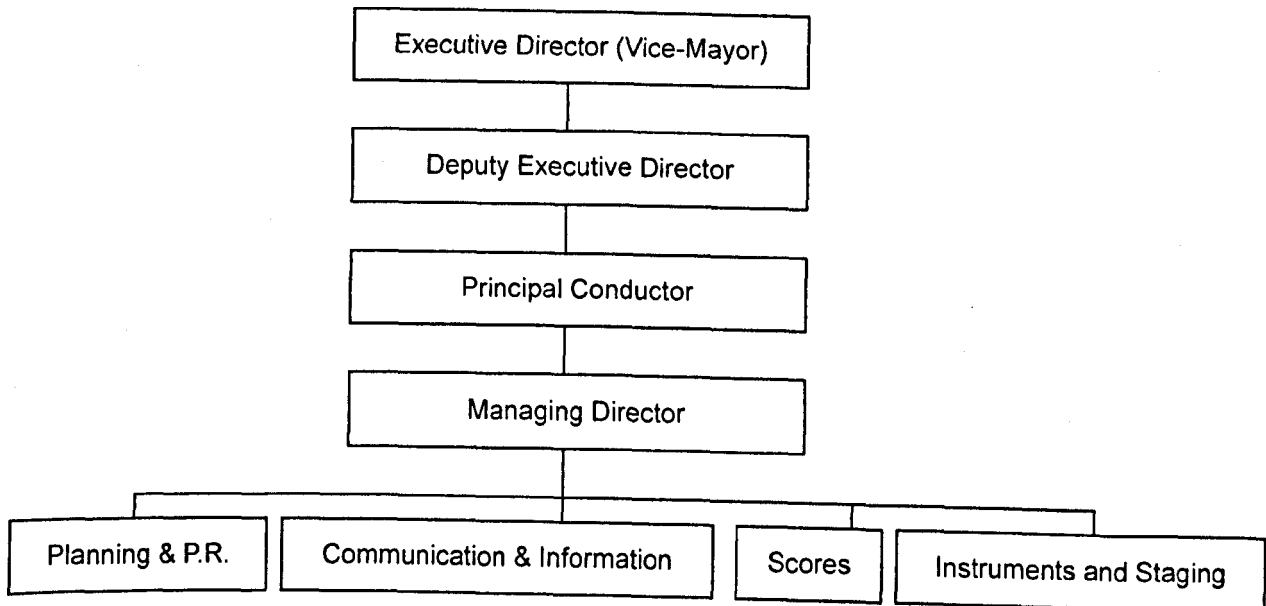 Executive Director (Vice-Mayor)
Deputy Executive Director
Principal Conductor
Managing Director
Planning & P.R.
Communication & Information
Scores
Instruments and Staging